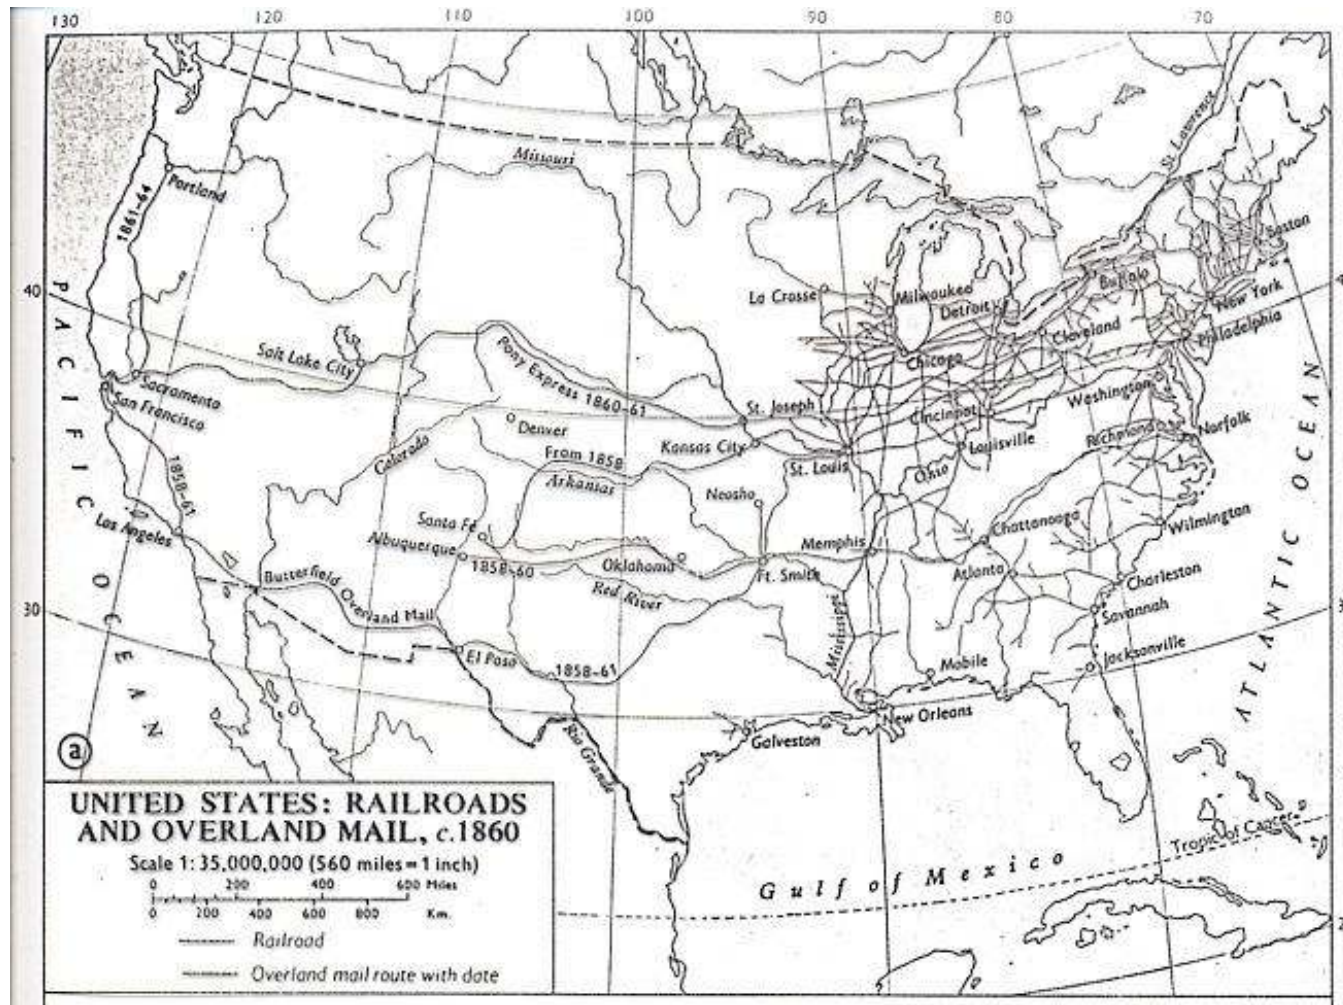 130
120
110
100
90
80
70
40
30
PACIFIC
OCEAN
ATLANTIC OCEAN
Gulf of Mexico
Tropic of Cancer
St Lawrence
Missouri
Portland
1861-64
Boston
Buffalo
New York
Philadelphia
La Crosse
Milwaukee
Detroit
Cleveland
Chicago
Salt Lake City
Pony Express 1860-61
Sacramento
San Francisco
St. Joseph
Cincinnati
Washington
Denver
Kansas City
Louisville
Richmond
Norfolk
Colorado
From 1858
Arkansas
St. Louis
Ohio
1858-61
Neosho
Los Angeles
Santa Fé
Albuquerque
1858-60
Oklahoma
Ft. Smith
Memphis
Chattanooga
Wilmington
Atlanta
Charleston
Savannah
Butterfield Overland Mail
Red River
Mississippi
El Paso
1858-61
Mobile
Jacksonville
New Orleans
Galveston
Rio Grande
a
UNITED STATES: RAILROADS
AND OVERLAND MAIL, c.1860
Scale 1:35,000,000 (560 miles=1 inch)
0 200 400 600 Miles
0 200 400 600 800 Km.
Railroad
Overland mail route with date